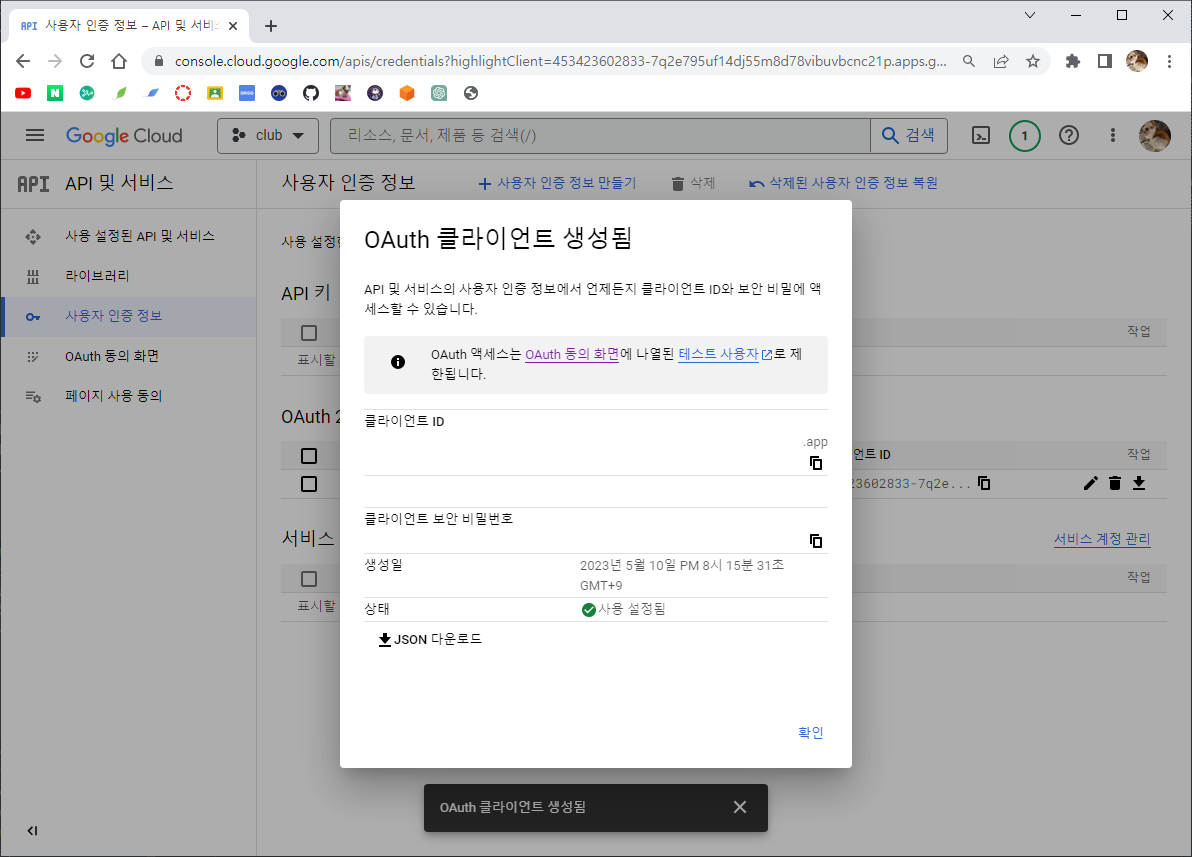 API 사용자 인증 정보 – API 및 서비스
console.cloud.google.com/apis/credentials?highlightClient=453423602833-7q2e795uf14dj55m8d78vibuvbcnc21p.apps.g...
Google Cloud
club
리소스, 문서, 제품 등 검색(/)
검색
1
API API 및 서비스
사용자 인증 정보
사용자 인증 정보 만들기
삭제
삭제된 사용자 인증 정보 복원
사용 설정된 API 및 서비스
라이브러리
사용자 인증 정보
OAuth 동의 화면
페이지 사용 동의
사용 설정
API 키
작업
표시할
OAuth 2
언트 ID
작업
23602833-7q2e...
서비스
서비스 계정 관리
작업
표시할
OAuth 클라이언트 생성됨
API 및 서비스의 사용자 인증 정보에서 언제든지 클라이언트 ID와 보안 비밀에 액
세스할 수 있습니다.
OAuth 액세스는 OAuth 동의 화면에 나열된 테스트 사용자로 제
한됩니다.
클라이언트 ID
.app
클라이언트 보안 비밀번호
생성일
2023년 5월 10일 PM 8시 15분 31초
GMT+9
상태
사용 설정됨
JSON 다운로드
확인
OAuth 클라이언트 생성됨